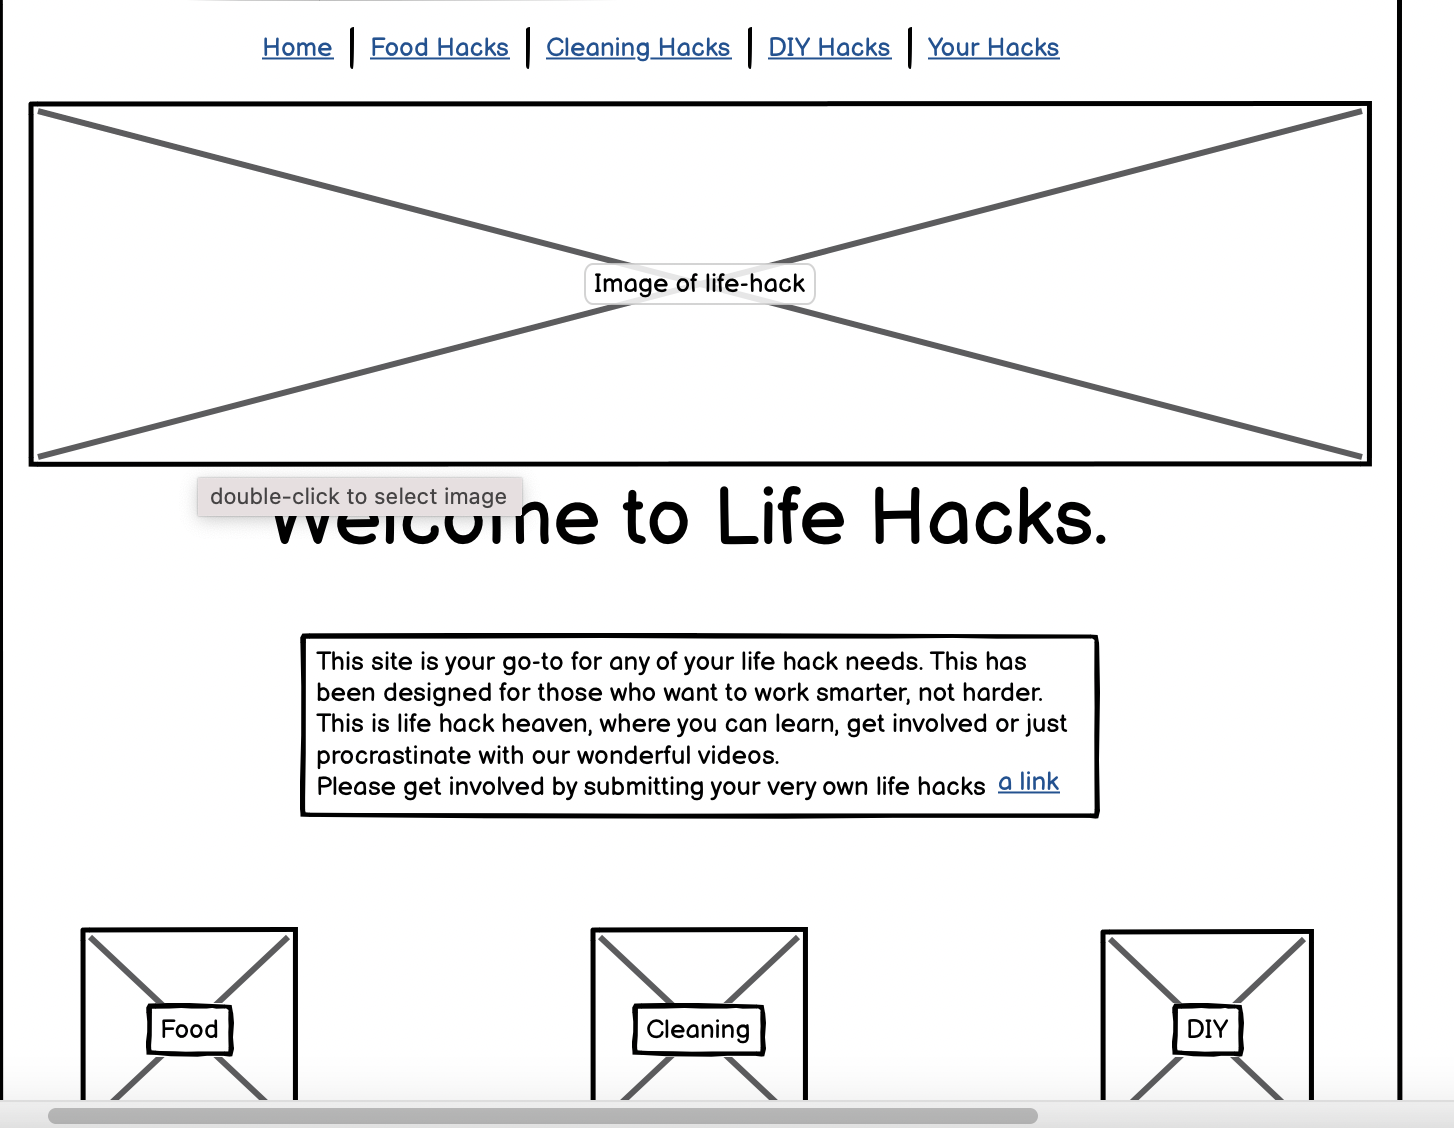 Home | Food Hacks | Cleaning Hacks | DIY Hacks | Your Hacks
Image of life-hack
double-click to select image
Welcome to Life Hacks.
This site is your go-to for any of your life hack needs. This has
been designed for those who want to work smarter, not harder.
This is life hack heaven, where you can learn, get involved or just
procrastinate with our wonderful videos.
Please get involved by submitting your very own life hacks a link
Food
Cleaning
DIY